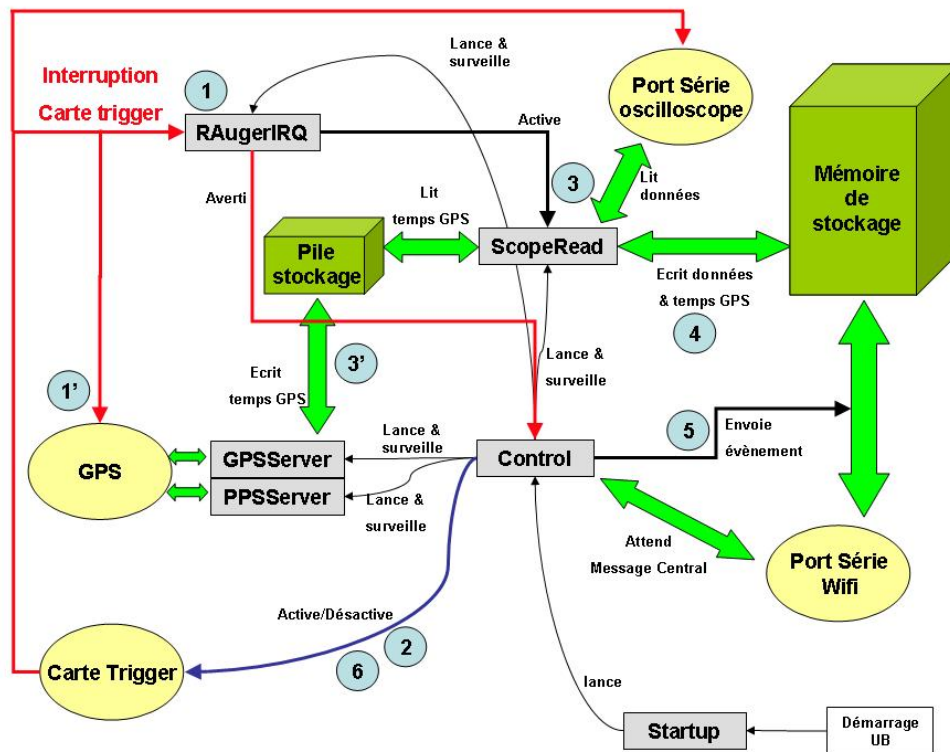 Lance &
surveille
Interruption
Carte trigger
1
Port Série
oscilloscope
RAugerIRQ
Active
Mémoire
de
stockage
Averti
3
Lit
données
Lit
temps GPS
Pile
stockage
ScopeRead
Ecrit données
& temps GPS
4
3’
Ecrit
temps GPS
Lance &
surveille
1’
5
Envoie
évènement
GPS
GPSServer
PPSServer
Lance &
surveille
Control
Lance &
surveille
Attend
Message Central
Port Série
Wifi
Active/Désactive
2
6
Carte Trigger
lance
Startup
Démarrage
UB